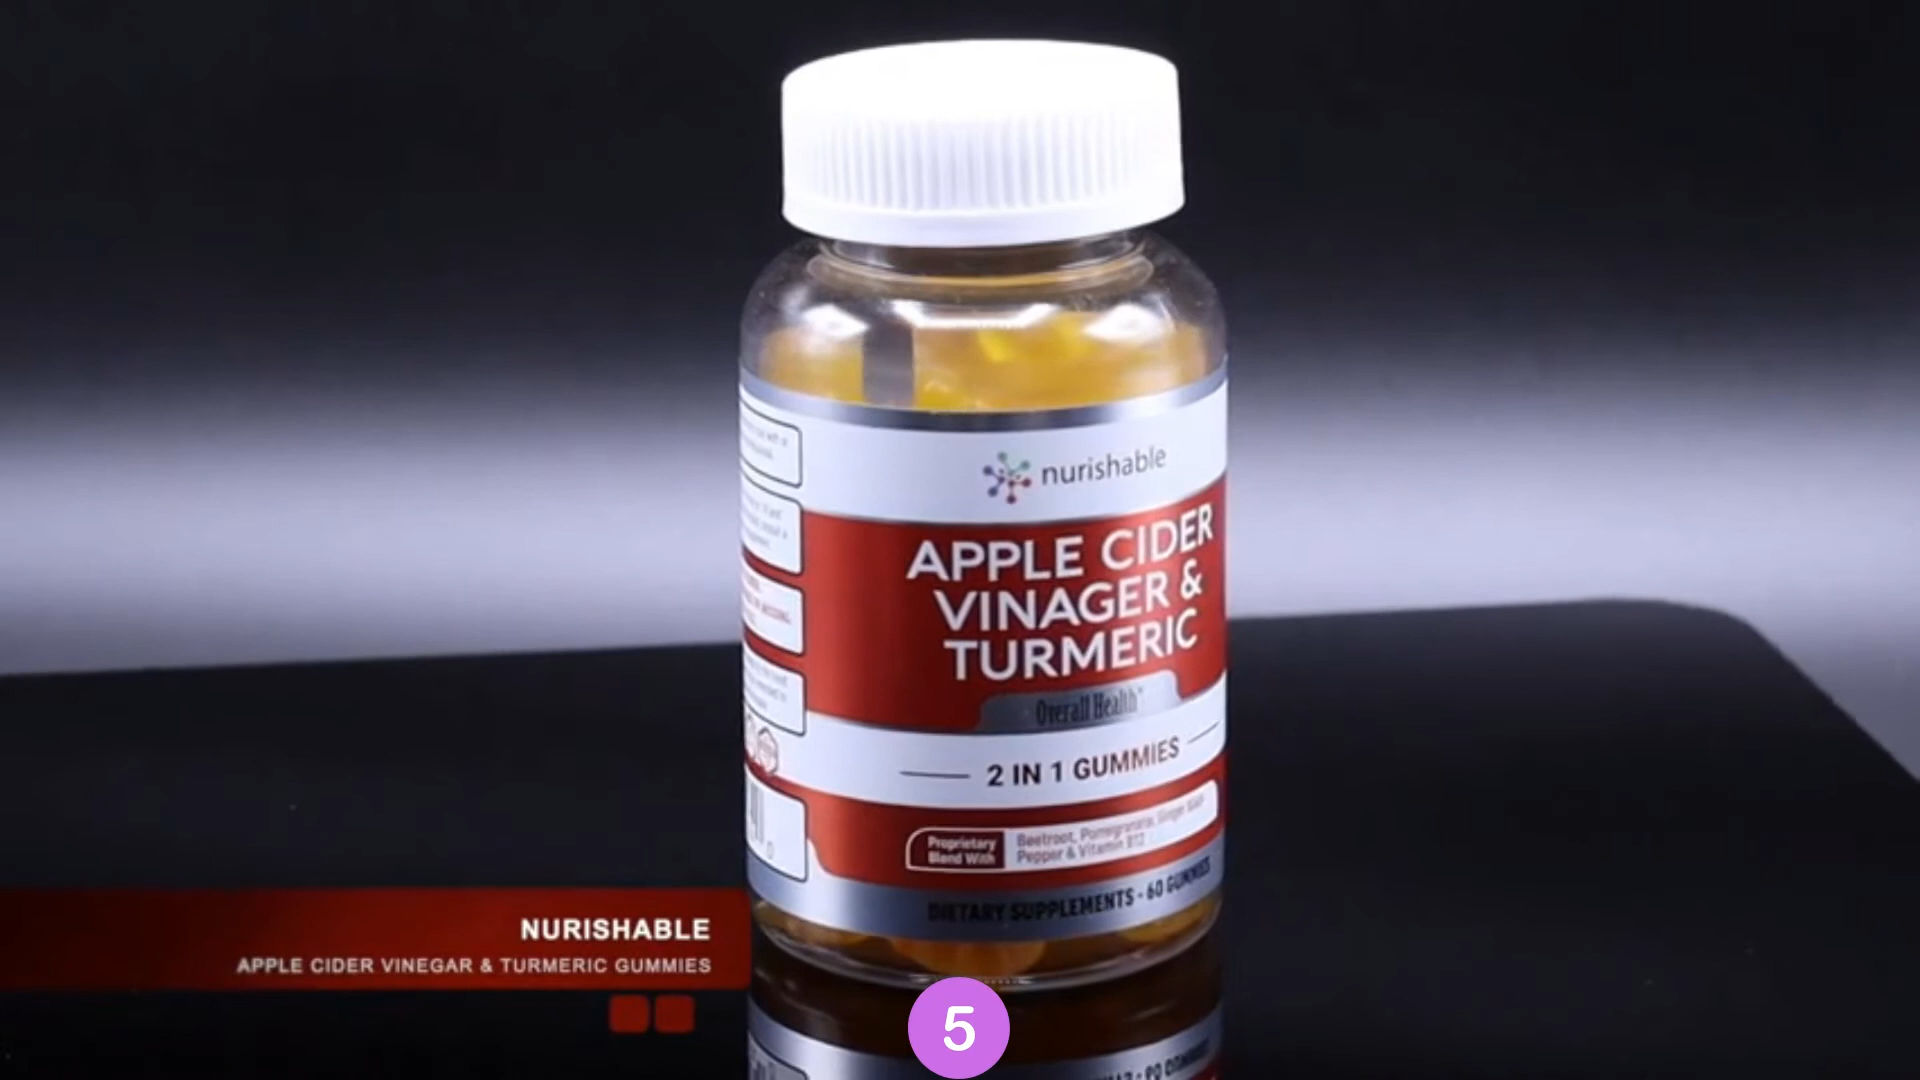 nurishable
APPLE CIDER
VINAGER &
TURMERIC
Overall Health*
2 IN 1 GUMMIES
Proprietary
Blend With
Beetroot, Pomegranate, Ginger
Pepper & Vitamin B12
DIETARY SUPPLEMENTS - 60 GUMMIES
NURISHABLE
APPLE CIDER VINEGAR & TURMERIC GUMMIES
5